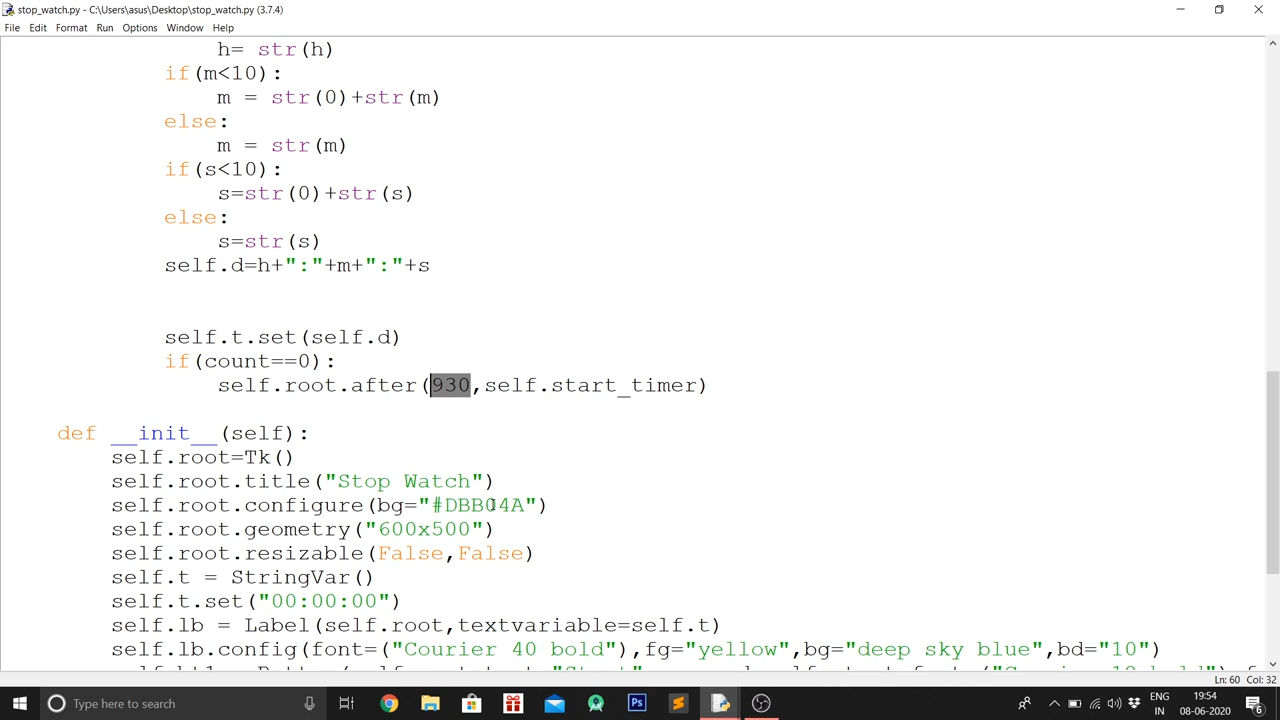 stop_watch.py - C:\Users\asus\Desktop\stop_watch.py (3.7.4)
File Edit Format Run Options Window Help
h= str(h)
if(m<10):
m = str(0)+str(m)
else:
m = str(m)
if(s<10):
s=str(0)+str(s)
else:
s=str(s)
self.d=h+":"+m+":"+s
self.t.set(self.d)
if(count==0):
self.root.after(930,self.start_timer)
def __init__(self):
self.root=Tk()
self.root.title("Stop Watch")
self.root.configure(bg="#DBB04A")
self.root.geometry("600x500")
self.root.resizable(False,False)
self.t = StringVar()
self.t.set("00:00:00")
self.lb = Label(self.root,textvariable=self.t)
self.lb.config(font=("Courier 40 bold"),fg="yellow",bg="deep sky blue",bd="10")
Ln: 60 Col: 32
Type here to search
ENG
IN
19:54
08-06-2020
6